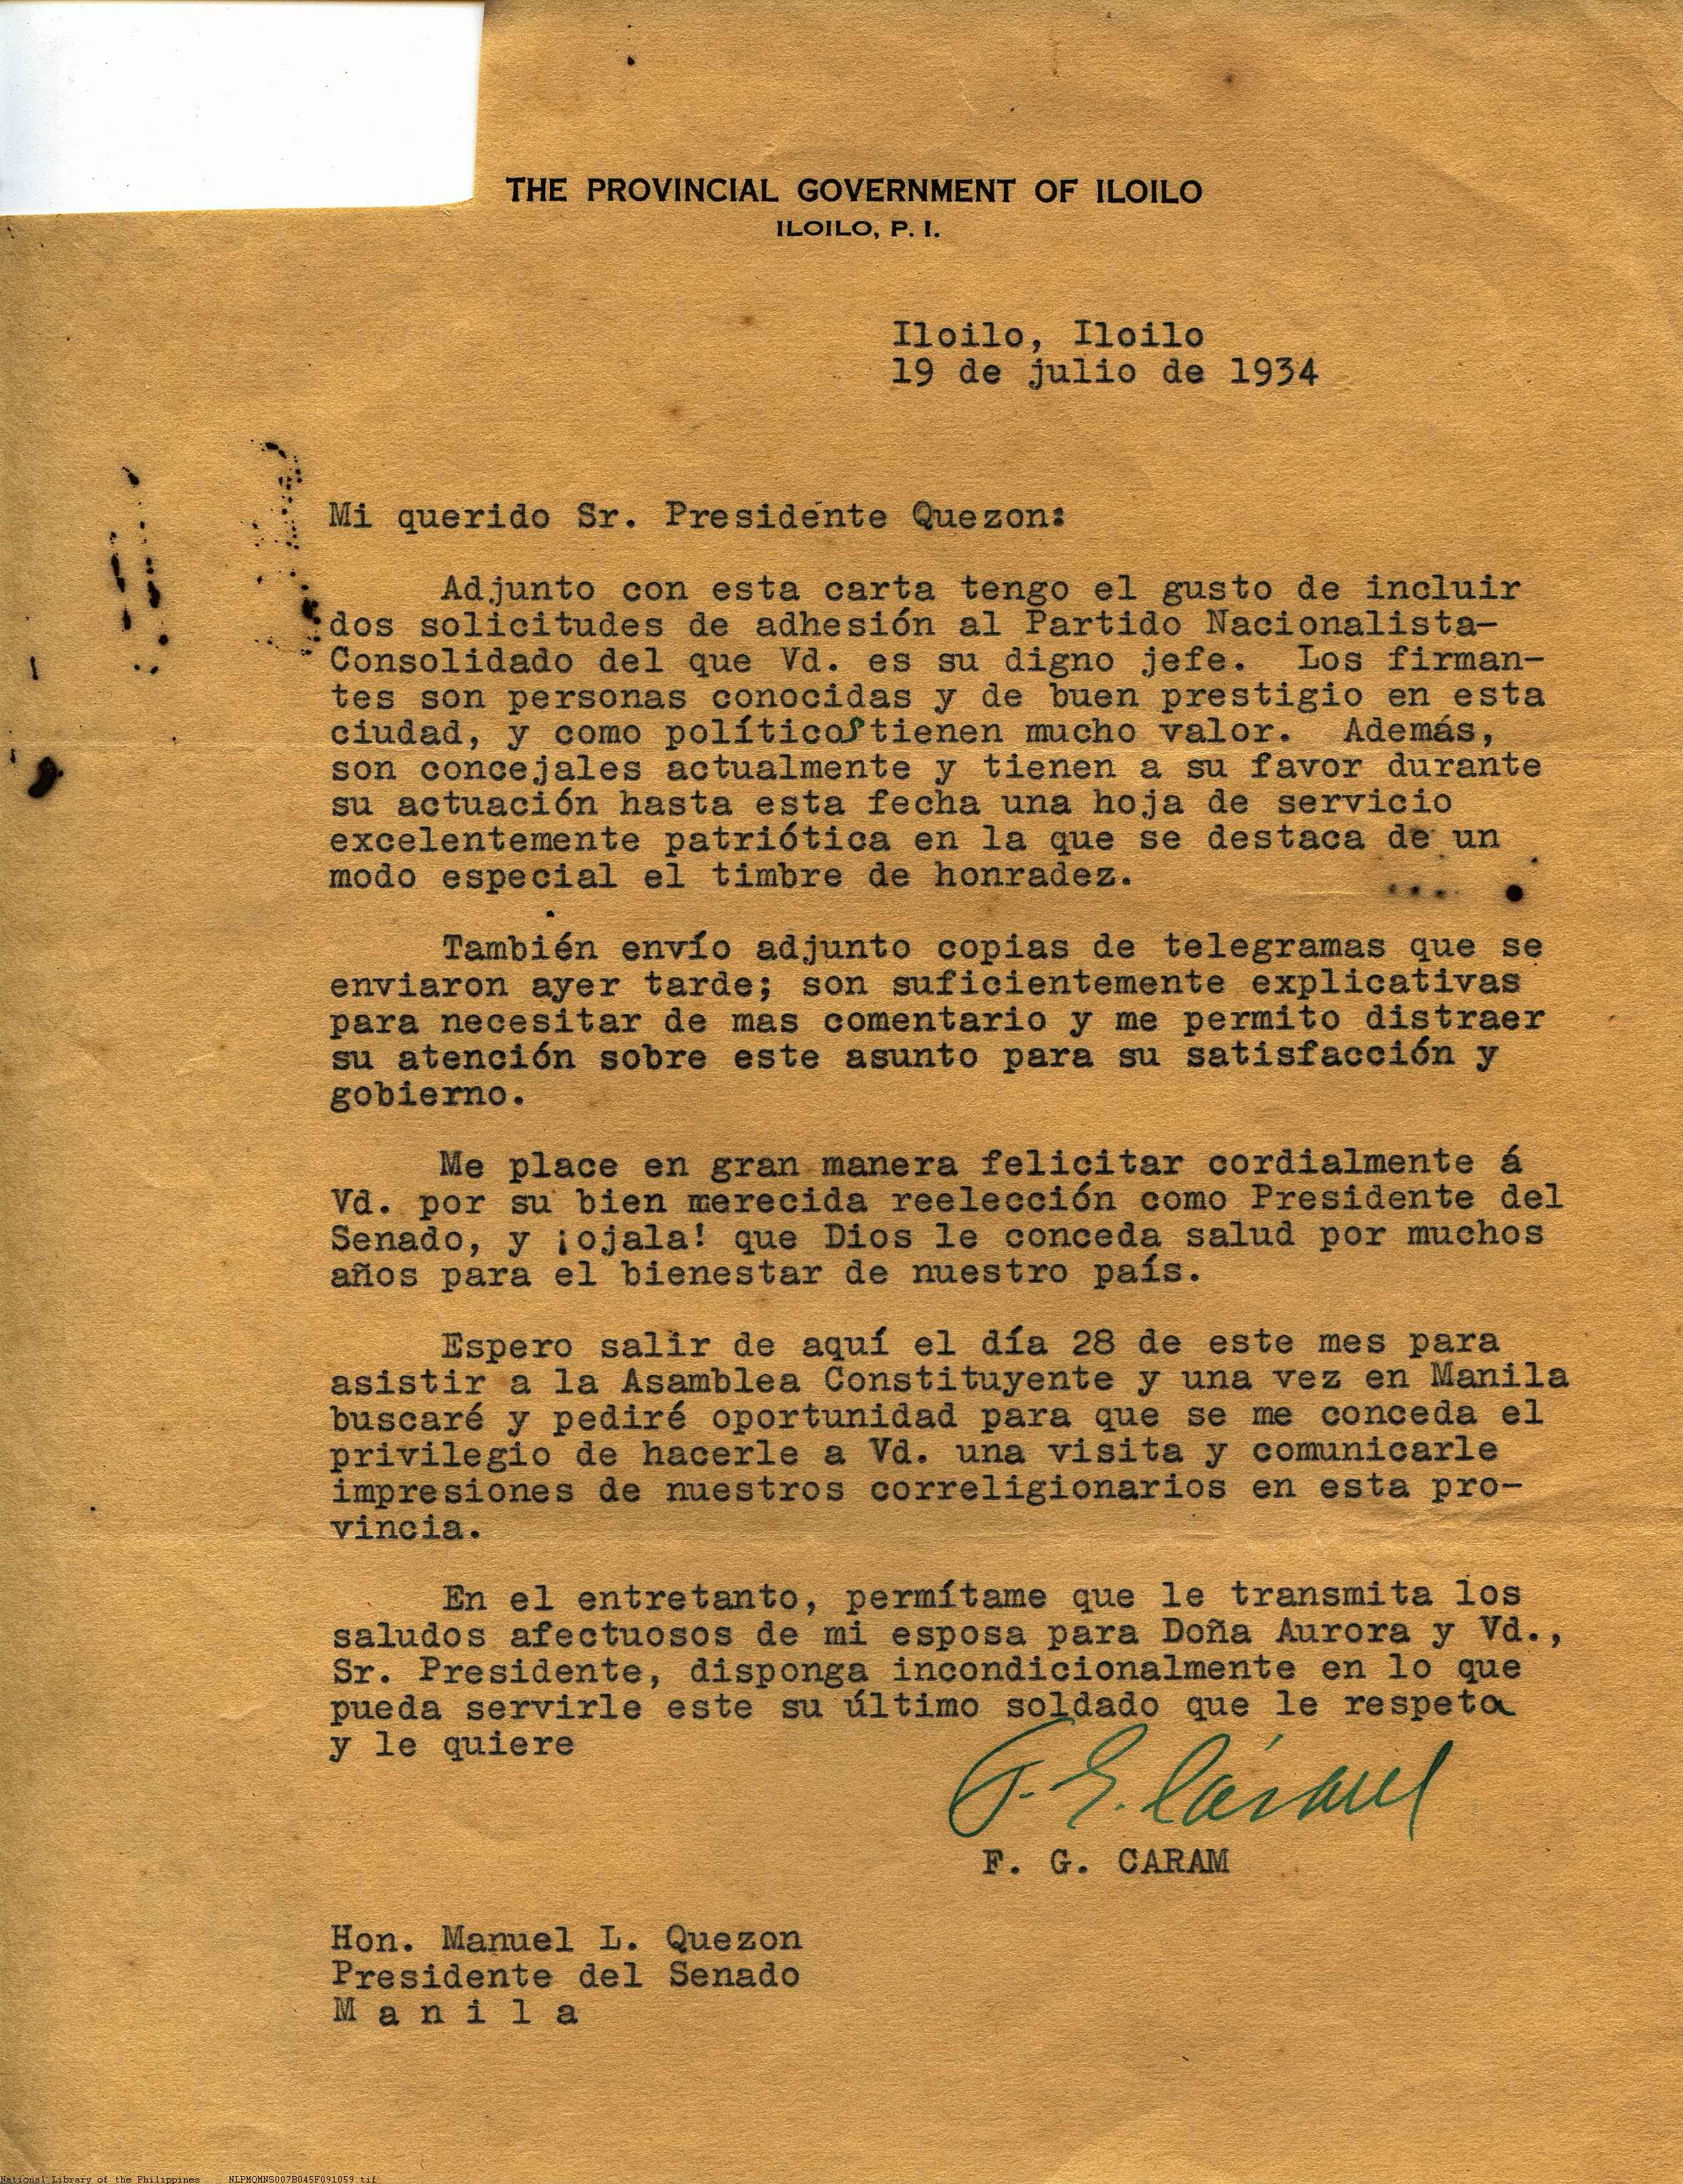 THE PROVINCIAL GOVERNMENT OF ILOILO
ILOILO, P. I.
Iloilo, Iloilo
19 de julio de 1934
Mi querido Sr. Presidente Quezon:
Adjunto con esta carta tengo el gusto de incluir
dos solicitudes de adhesión al Partido Nacionalista-
Consolidado del que Vd. es su digno jefe. Los firman-
tes son personas conocidas y de buen prestigio en esta
ciudad, y como políticos tienen mucho valor. Además,
son concejales actualmente y tienen a su favor durante
su actuación hasta esta fecha una hoja de servicio
excelentemente patriótica en la que se destaca de un
modo especial el timbre de honradez.
También envío adjunto copias de telegramas que se
enviaron ayer tarde; son suficientemente explicativas
para necesitar de mas comentario y me permito distraer
su atención sobre este asunto para su satisfacción y
gobierno.
Me place en gran manera felicitar cordialmente á
Vd. por su bien merecida reelección como Presidente del
Senado, y ¡ojala! que Dios le conceda salud por muchos
años para el bienestar de nuestro país.
Espero salir de aquí el día 28 de este mes para
asistir a la Asamblea Constituyente y una vez en Manila
buscaré y pediré oportunidad para que se me conceda el
privilegio de hacerle a Vd. una visita y comunicarle
impresiones de nuestros correligionarios en esta pro-
vincia.
En el entretanto, permítame que le transmita los
saludos afectuosos de mi esposa para Doña Aurora y Vd.,
Sr. Presidente, disponga incondicionalmente en lo que
pueda servirle este su último soldado que le respeta
y le quiere
F. G. Cáram
F. G. CARAM
Hon. Manuel L. Quezon
Presidente del Senado
M a n i l a
National Library of the Philippines NLPMQMNS007B045F091059.tif